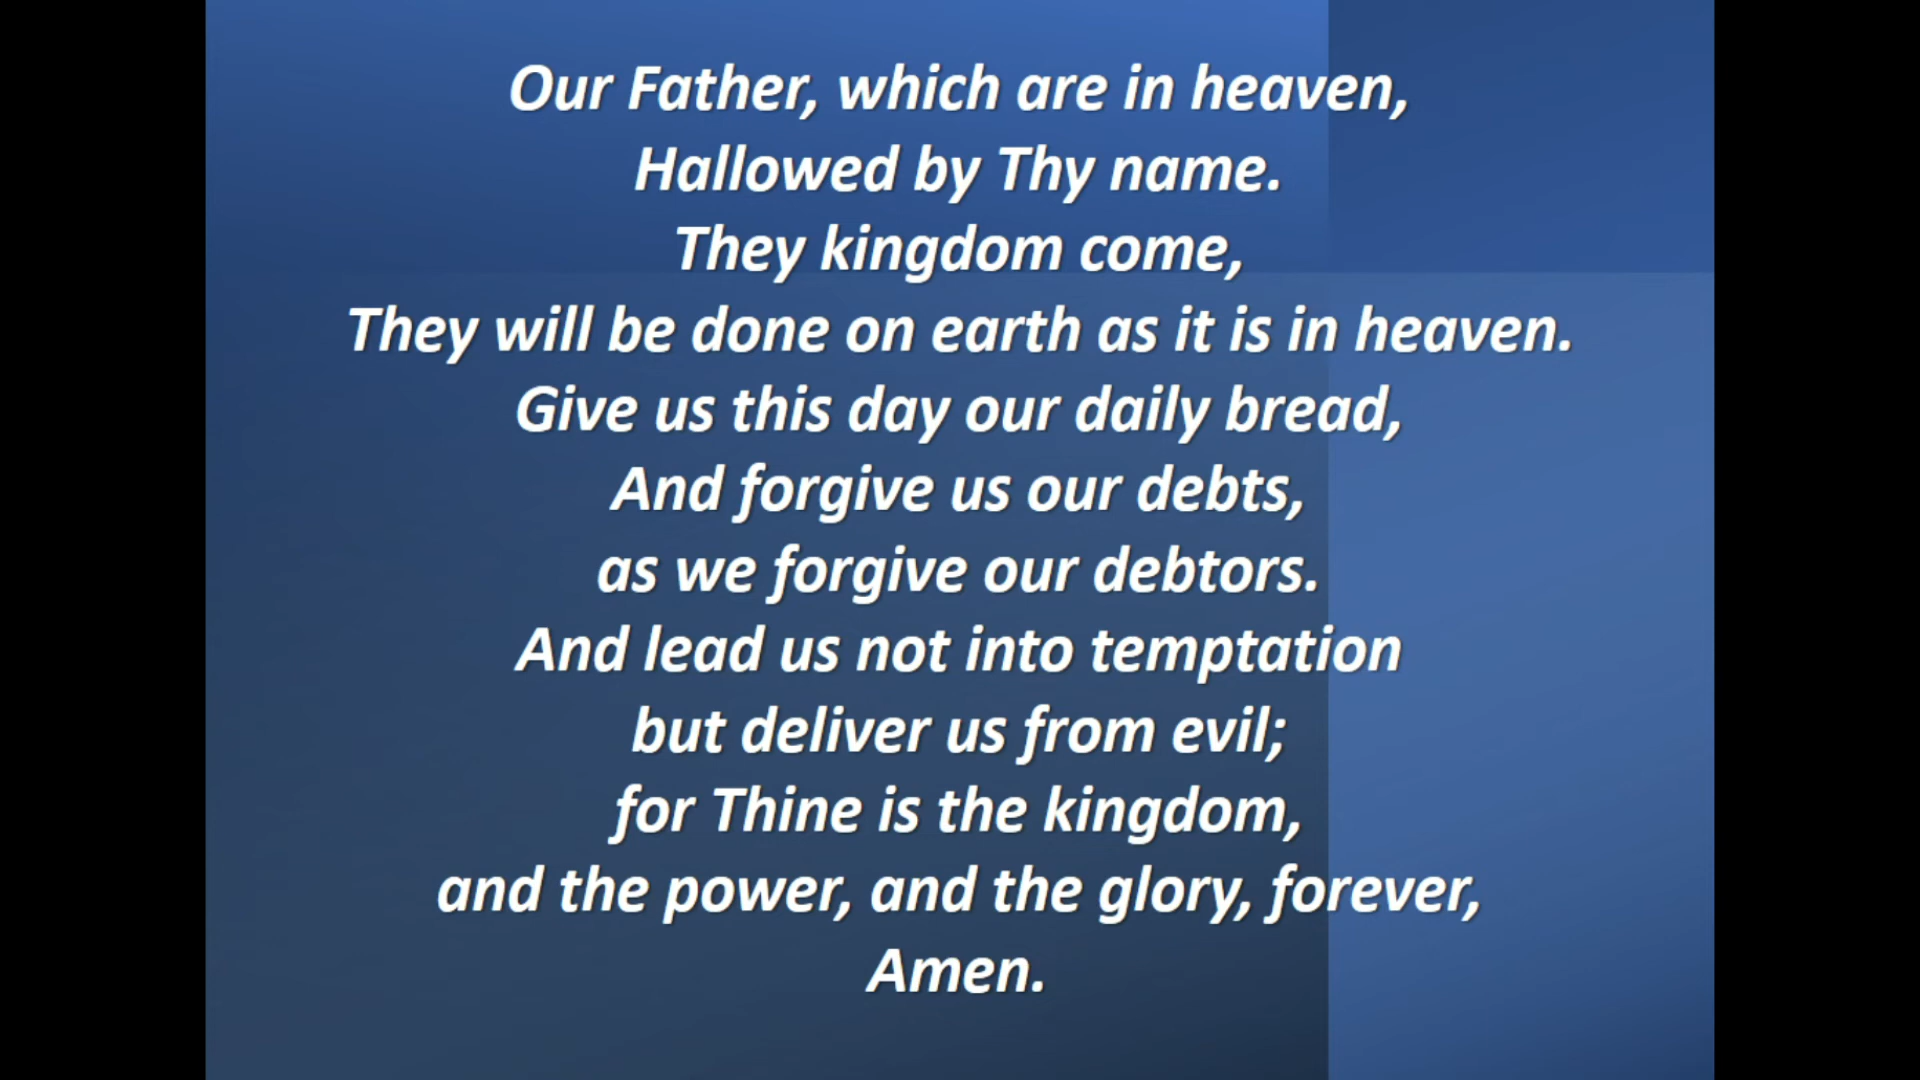 Our Father, which are in heaven,
Hallowed by Thy name.
They kingdom come,
They will be done on earth as it is in heaven.
Give us this day our daily bread,
And forgive us our debts,
as we forgive our debtors.
And lead us not into temptation
but deliver us from evil;
for Thine is the kingdom,
and the power, and the glory, forever,
Amen.